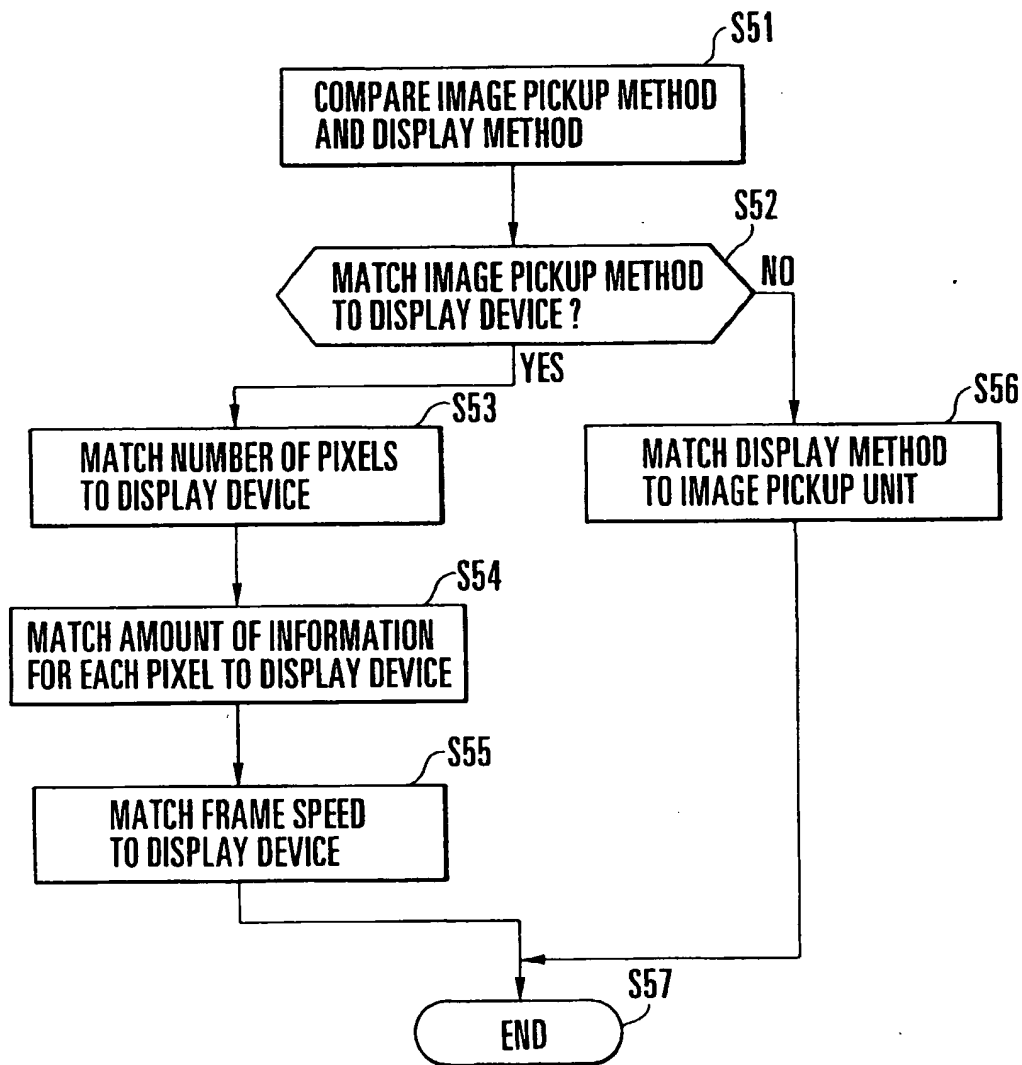 S51
COMPARE IMAGE PICKUP METHOD
AND DISPLAY METHOD
S52
MATCH IMAGE PICKUP METHOD
TO DISPLAY DEVICE ?
NO
YES
S53
MATCH NUMBER OF PIXELS
TO DISPLAY DEVICE
S56
MATCH DISPLAY METHOD
TO IMAGE PICKUP UNIT
S54
MATCH AMOUNT OF INFORMATION
FOR EACH PIXEL TO DISPLAY DEVICE
S55
MATCH FRAME SPEED
TO DISPLAY DEVICE
S57
END